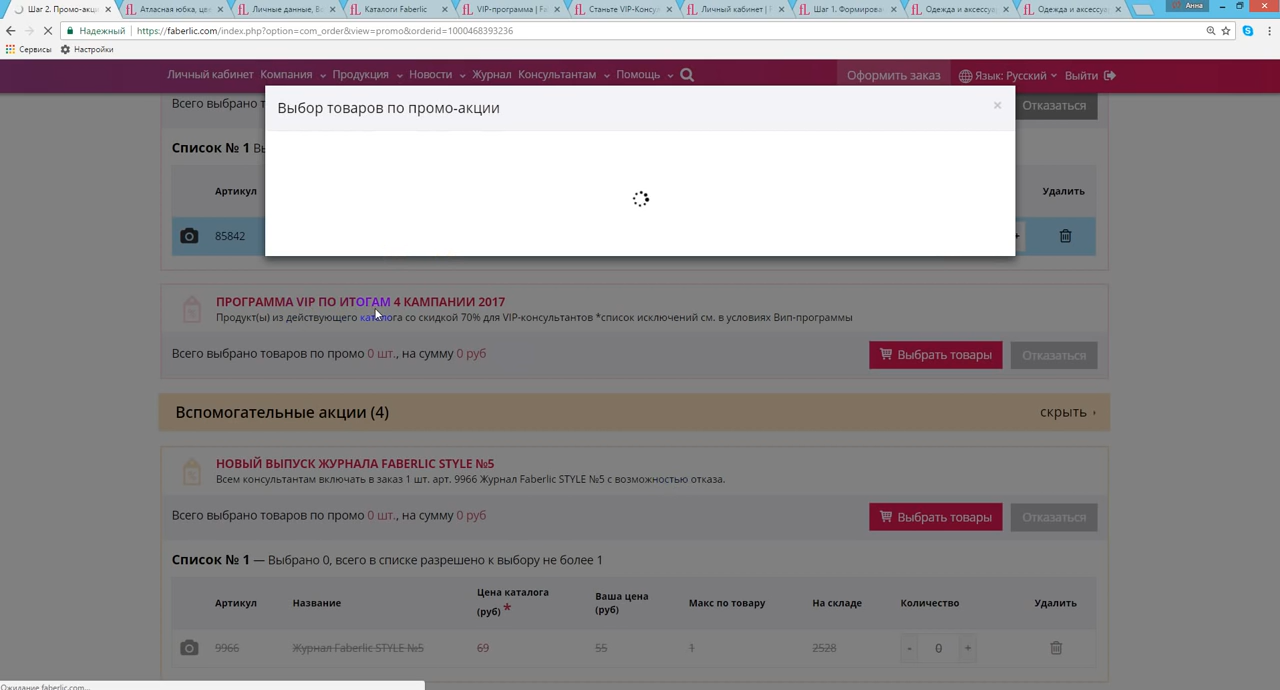 Шаг 2. Промо-акци
Атласная юбка, цв
Личные данные, В
Каталоги Faberlic
VIP-программа | Fa
Станьте VIP-Консу
Личный кабинет | F
Шаг 1. Формирова
Одежда и аксессуа
Одежда и аксессуа
Анна
Надежный
https://faberlic.com/index.php?option=com_order&view=promo&orderid=1000468393236
Сервисы
Настройки
Личный кабинет Компания Продукция Новости Журнал Консультантам Помощь
Оформить заказ
Язык: Русский
Выйти
Всего выбрано т
Отказаться
Выбор товаров по промо-акции
×
Список № 1 Вы
Артикул
Удалить
85842
+
ПРОГРАММА VIP ПО ИТОГАМ 4 КАМПАНИИ 2017
Продукт(ы) из действующего каталога со скидкой 70% для VIP-консультантов *список исключений см. в условиях Вип-программы
Всего выбрано товаров по промо 0 шт., на сумму 0 руб
Выбрать товары
Отказаться
Вспомогательные акции (4)
скрыть ›
НОВЫЙ ВЫПУСК ЖУРНАЛА FABERLIC STYLE №5
Всем консультантам включать в заказ 1 шт. арт. 9966 Журнал Faberlic STYLE №5 с возможностью отказа.
Всего выбрано товаров по промо 0 шт., на сумму 0 руб
Выбрать товары
Отказаться
Список № 1 — Выбрано 0, всего в списке разрешено к выбору не более 1
Артикул Название Цена каталога (руб) * Ваша цена (руб) Макс по товару На складе Количество Удалить
9966 Журнал Faberlic STYLE №5 69 55 1 2528 - 0 +
Ожидание faberlic.com...